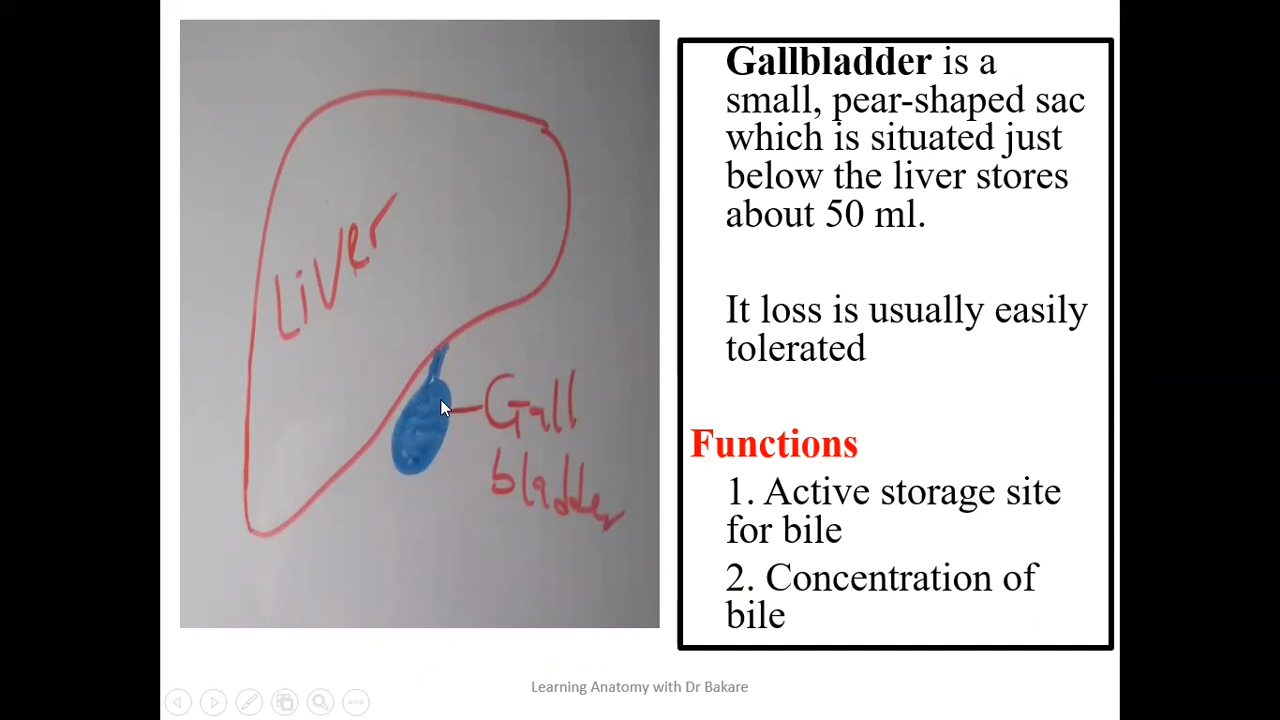 Liver
Gall
bladder
Gallbladder is a
small, pear-shaped sac
which is situated just
below the liver stores
about 50 ml.
It loss is usually easily
tolerated
Functions
1. Active storage site
for bile
2. Concentration of
bile
Learning Anatomy with Dr Bakare